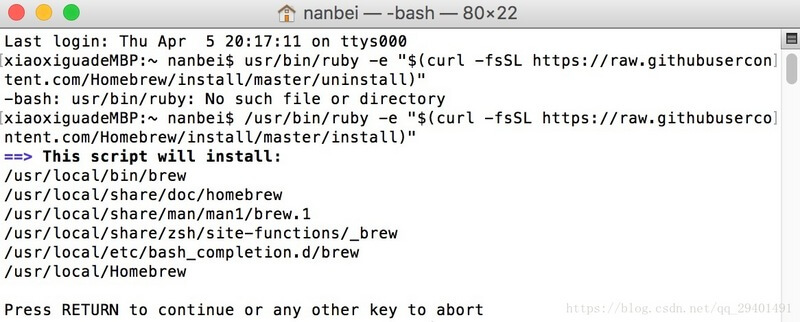 nanbei — -bash — 80×22
Last login: Thu Apr  5 20:17:11 on ttys000
[xiaoxiguadeMBP:~ nanbei$ usr/bin/ruby -e "$(curl -fsSL https://raw.githubusercon]
tent.com/Homebrew/install/master/uninstall)"
-bash: usr/bin/ruby: No such file or directory
[xiaoxiguadeMBP:~ nanbei$ /usr/bin/ruby -e "$(curl -fsSL https://raw.githubuserco]
ntent.com/Homebrew/install/master/install)"
==> This script will install:
/usr/local/bin/brew
/usr/local/share/doc/homebrew
/usr/local/share/man/man1/brew.1
/usr/local/share/zsh/site-functions/_brew
/usr/local/etc/bash_completion.d/brew
/usr/local/Homebrew
Press RETURN to continue or any other key to abort
https://blog.csdn.net/qq_29401491